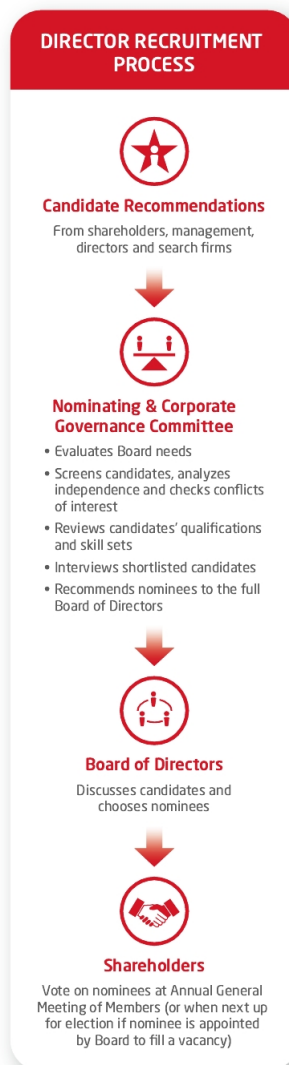 DIRECTOR RECRUITMENT
PROCESS
Candidate Recommendations
From shareholders, management,
directors and search firms
Nominating & Corporate
Governance Committee
• Evaluates Board needs
• Screens candidates, analyzes
independence and checks conflicts
of interest
• Reviews candidates' qualifications
and skill sets
• Interviews shortlisted candidates
• Recommends nominees to the full
Board of Directors
Board of Directors
Discusses candidates and
chooses nominees
Shareholders
Vote on nominees at Annual General
Meeting of Members (or when next up
for election if nominee is appointed
by Board to fill a vacancy)